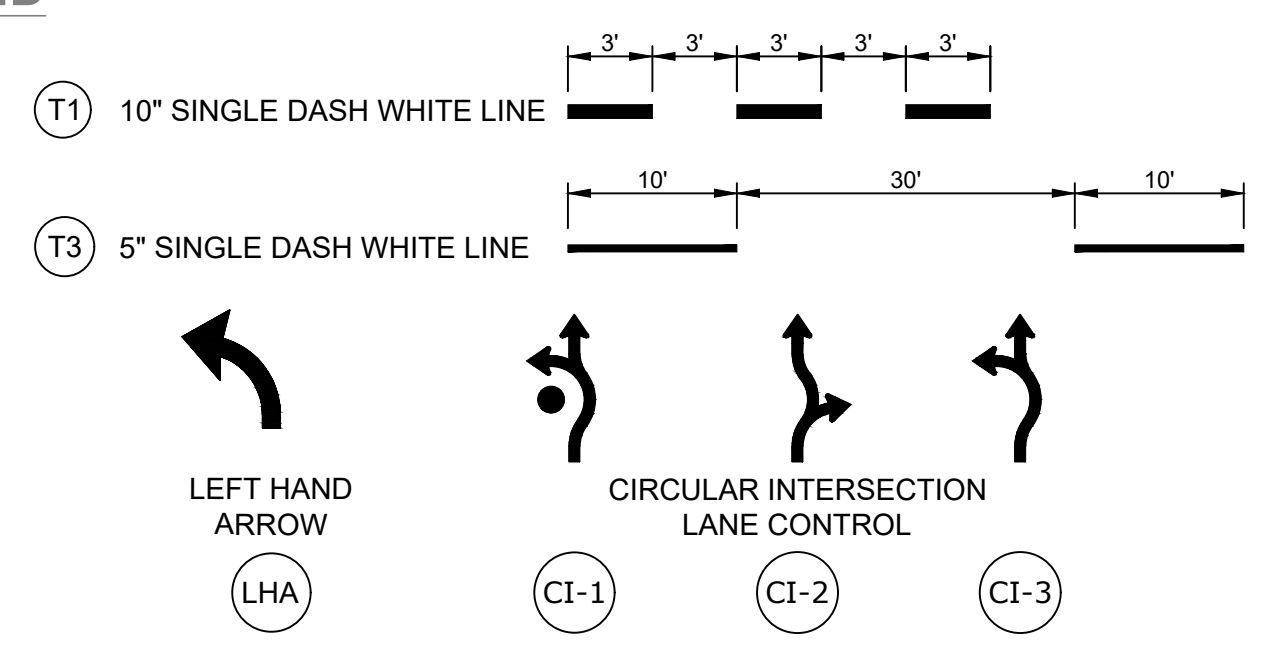 3' 3' 3' 3' 3'
T1 10" SINGLE DASH WHITE LINE
10' 30' 10'
T3 5" SINGLE DASH WHITE LINE
LEFT HAND
ARROW
CIRCULAR INTERSECTION
LANE CONTROL
LHA CI-1 CI-2 CI-3